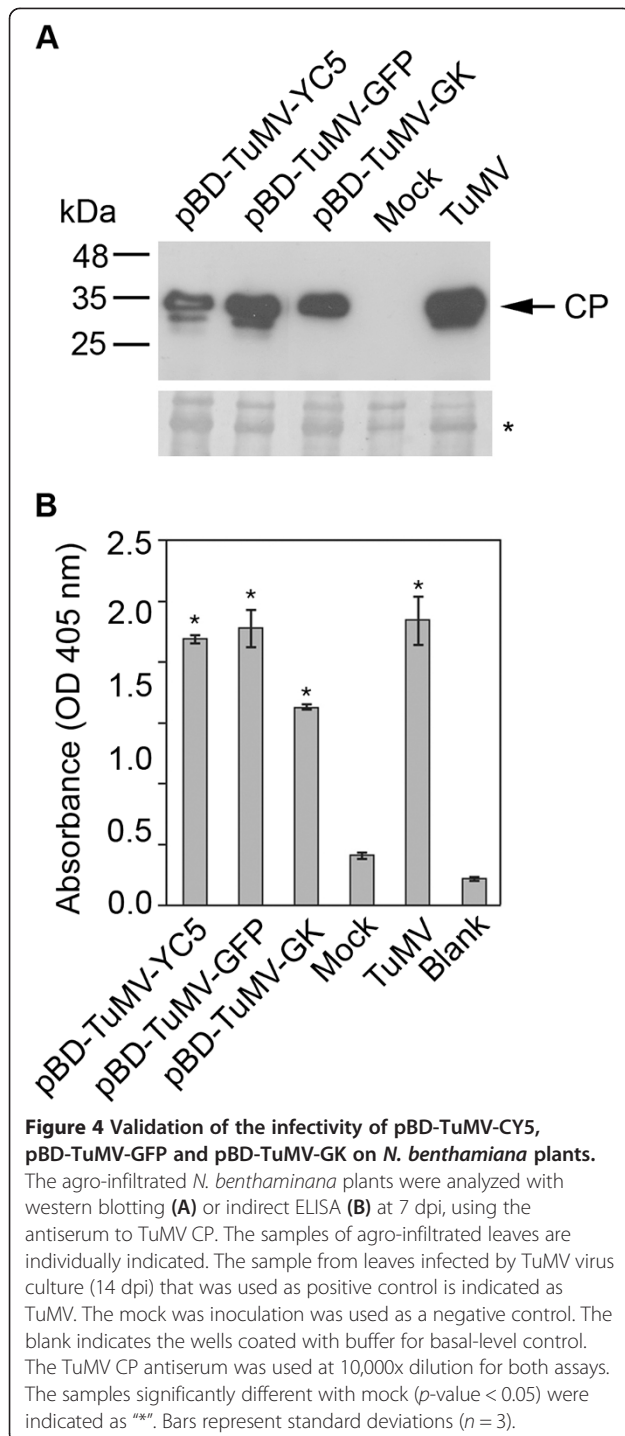 A
pBD-TuMV-YC5
pBD-TuMV-GFP
pBD-TuMV-GK
Mock
TuMV
kDa
48
35
25
CP
*
B
Absorbance (OD 405 nm)
2.5
2.0
1.5
1.0
0.5
0.0
* * * *
pBD-TuMV-YC5
pBD-TuMV-GFP
pBD-TuMV-GK
Mock
TuMV
Blank
Figure 4 Validation of the infectivity of pBD-TuMV-CY5,
pBD-TuMV-GFP and pBD-TuMV-GK on N. benthamiana plants.
The agro-infiltrated N. benthaminana plants were analyzed with
western blotting (A) or indirect ELISA (B) at 7 dpi, using the
antiserum to TuMV CP. The samples of agro-infiltrated leaves are
individually indicated. The sample from leaves infected by TuMV virus
culture (14 dpi) that was used as positive control is indicated as
TuMV. The mock was inoculation was used as a negative control. The
blank indicates the wells coated with buffer for basal-level control.
The TuMV CP antiserum was used at 10,000x dilution for both assays.
The samples significantly different with mock (p-value < 0.05) were
indicated as “*”. Bars represent standard deviations (n = 3).